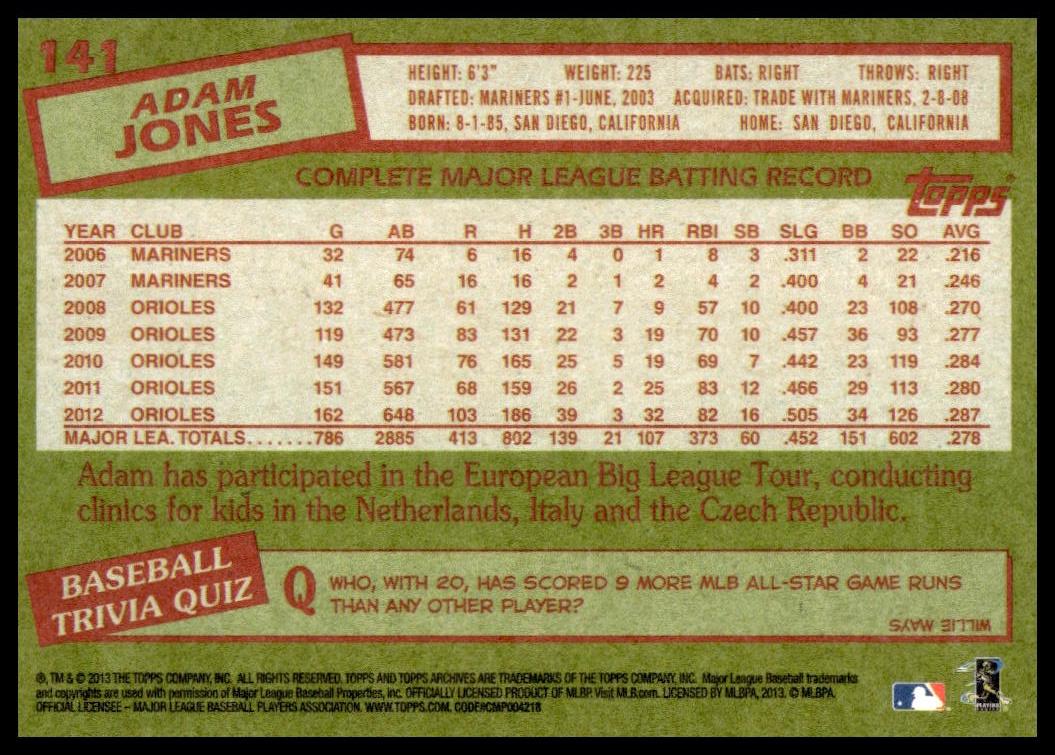 141
ADAM
JONES
HEIGHT: 6'3" WEIGHT: 225 BATS: RIGHT THROWS: RIGHT
DRAFTED: MARINERS #1-JUNE, 2003 ACQUIRED: TRADE WITH MARINERS, 2-8-08
BORN: 8-1-85, SAN DIEGO, CALIFORNIA HOME: SAN DIEGO, CALIFORNIA
COMPLETE MAJOR LEAGUE BATTING RECORD
Topps®
YEAR CLUB G AB R H 2B 3B HR RBI SB SLG BB SO AVG
2006 MARINERS 32 74 6 16 4 0 1 8 3 .311 2 22 .216
2007 MARINERS 41 65 16 16 2 1 2 4 2 .400 4 21 .246
2008 ORIOLES 132 477 61 129 21 7 9 57 10 .400 23 108 .270
2009 ORIOLES 119 473 83 131 22 3 19 70 10 .457 36 93 .277
2010 ORIOLES 149 581 76 165 25 5 19 69 7 .442 23 119 .284
2011 ORIOLES 151 567 68 159 26 2 25 83 12 .466 29 113 .280
2012 ORIOLES 162 648 103 186 39 3 32 82 16 .505 34 126 .287
MAJOR LEA. TOTALS.......786 2885 413 802 139 21 107 373 60 .452 151 602 .278
Adam has participated in the European Big League Tour, conducting
clinics for kids in the Netherlands, Italy and the Czech Republic.
BASEBALL
TRIVIA QUIZ
Q WHO, WITH 20, HAS SCORED 9 MORE MLB ALL-STAR GAME RUNS
THAN ANY OTHER PLAYER?
WILLIE MAYS
®, TM & © 2013 THE TOPPS COMPANY, INC. ALL RIGHTS RESERVED. TOPPS AND TOPPS ARCHIVES ARE TRADEMARKS OF THE TOPPS COMPANY, INC. Major League Baseball trademarks
and copyrights are used with permission of Major League Baseball Properties, Inc. OFFICIALLY LICENSED PRODUCT OF MLBP. Visit MLB.com. LICENSED BY MLBPA, 2013. © MLBPA.
OFFICIAL LICENSEE – MAJOR LEAGUE BASEBALL PLAYERS ASSOCIATION. WWW.TOPPS.COM. CODE#CMP004218